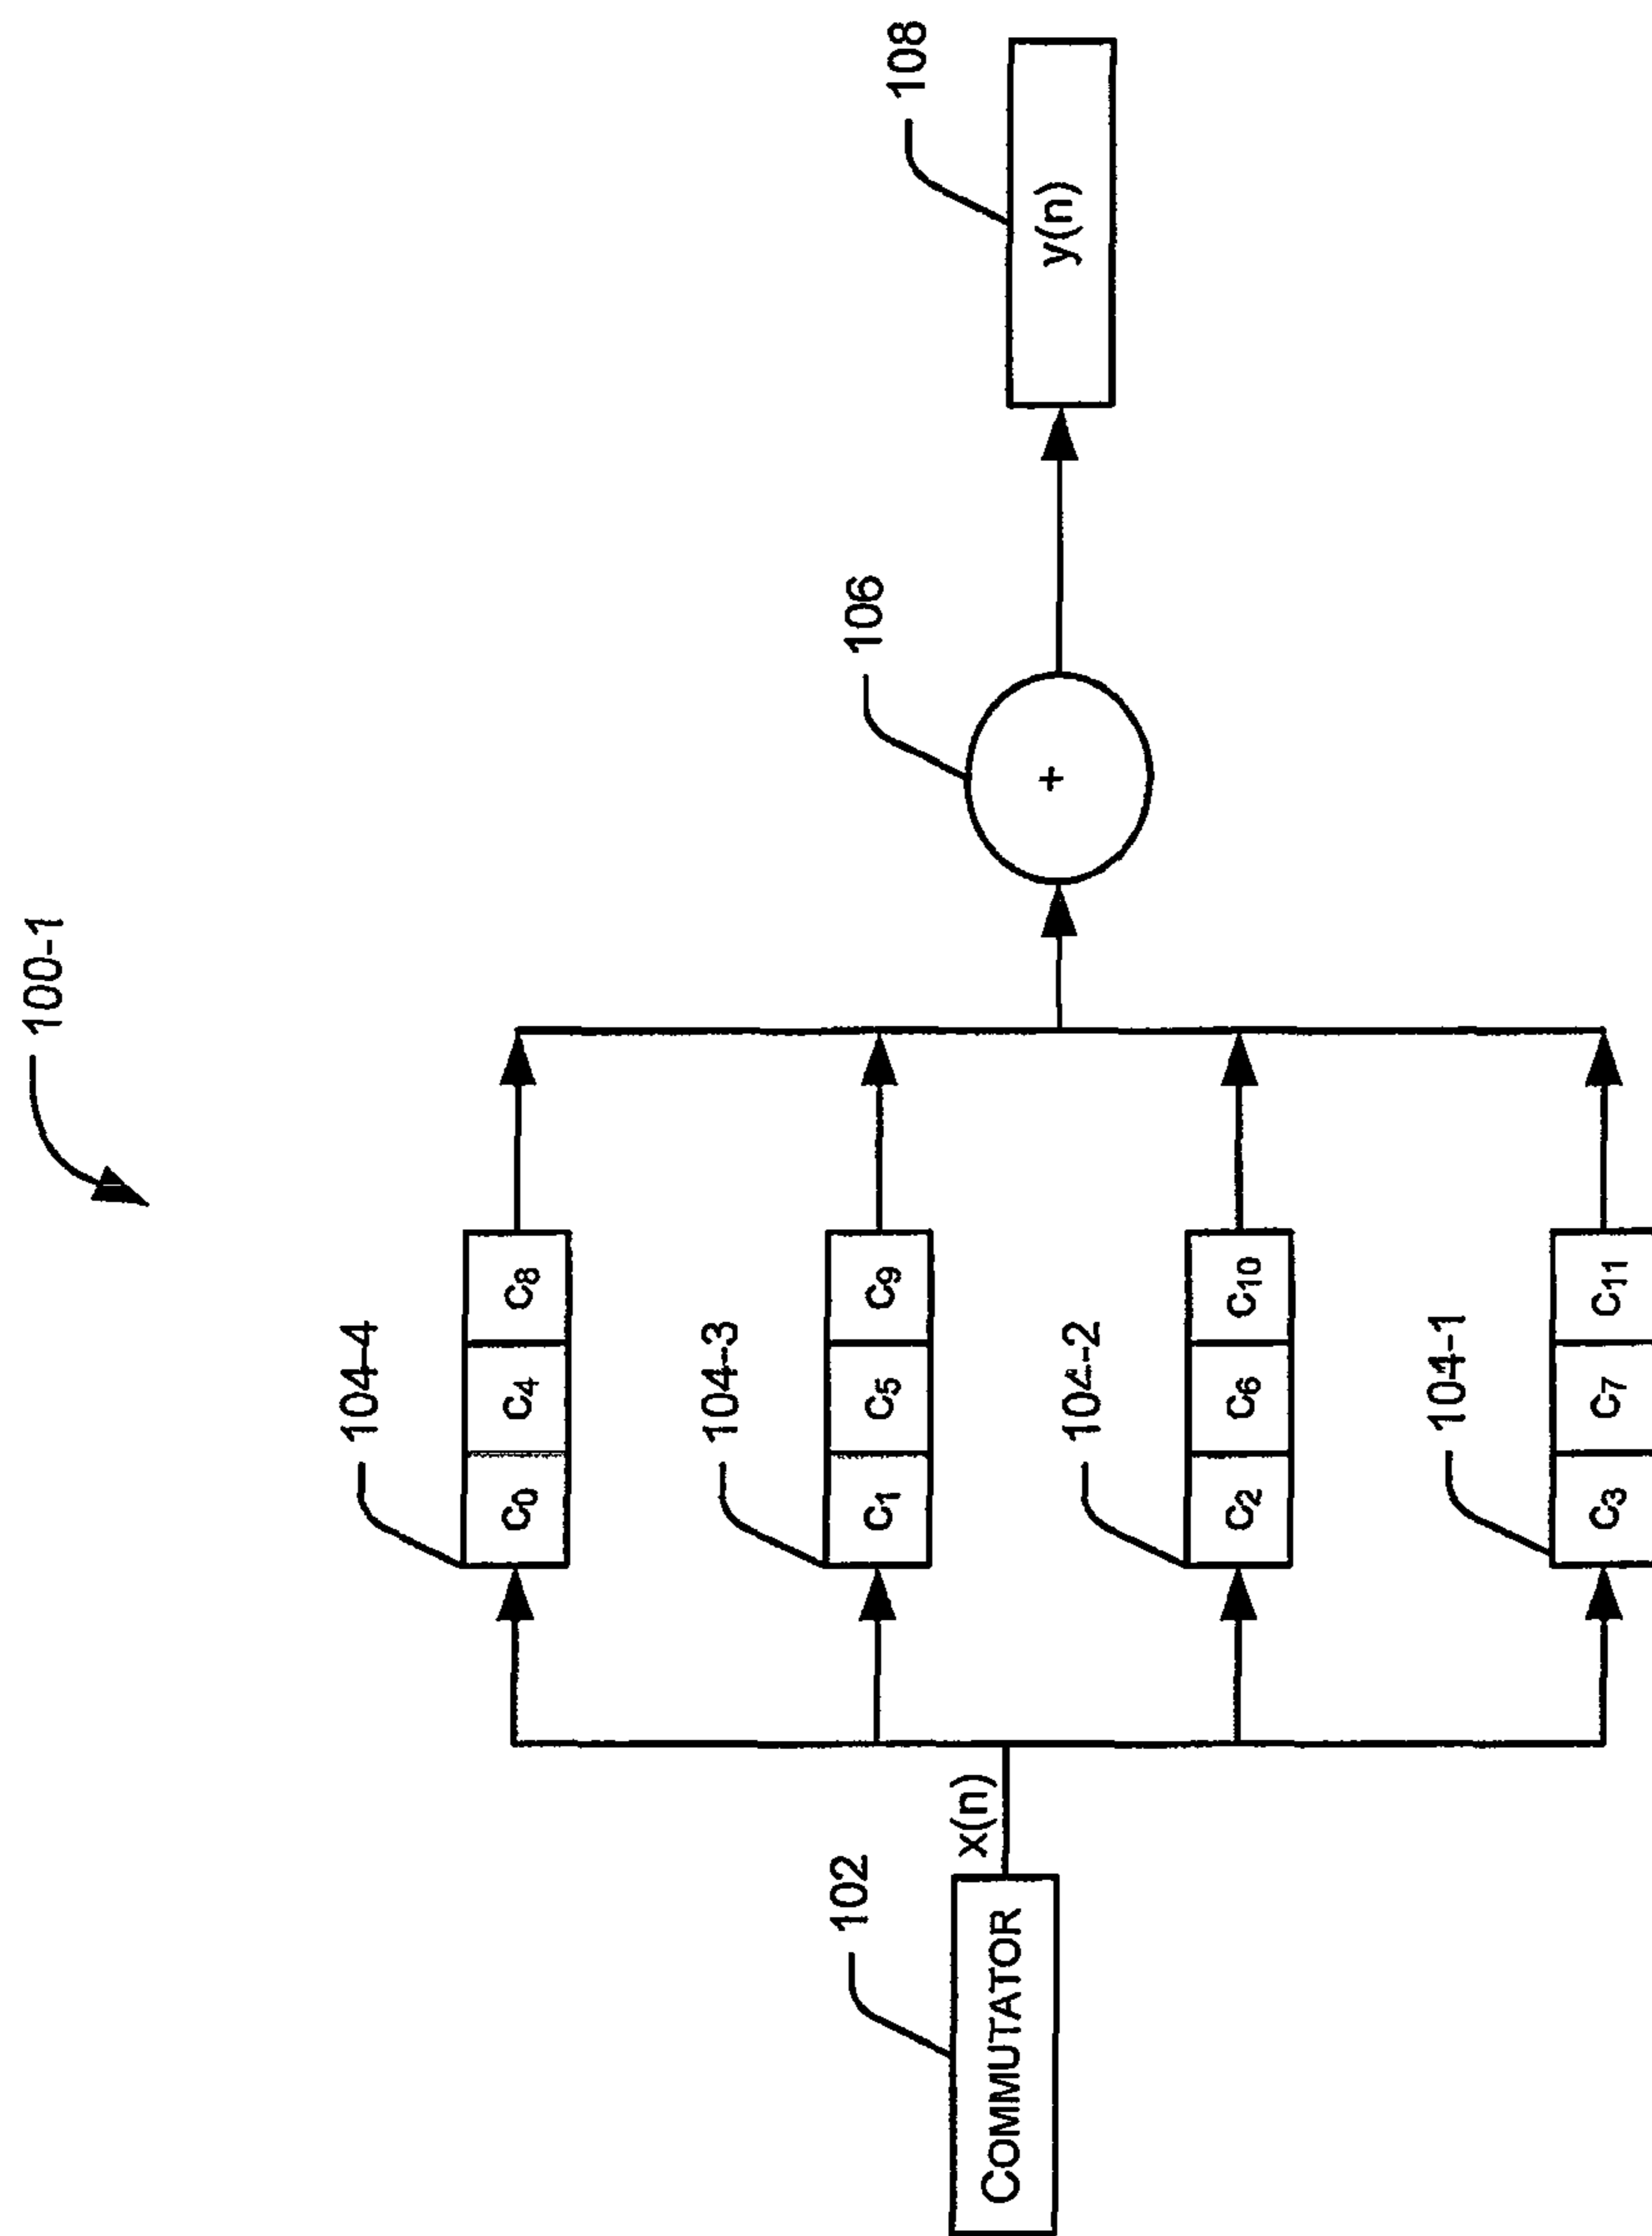 100-1
104-4
C0 C4 C8
104-3
C1 C5 C9
102
COMMUTATOR
x(n)
106
+
108
y(n)
104-2
C2 C6 C10
104-1
C3 C7 C11